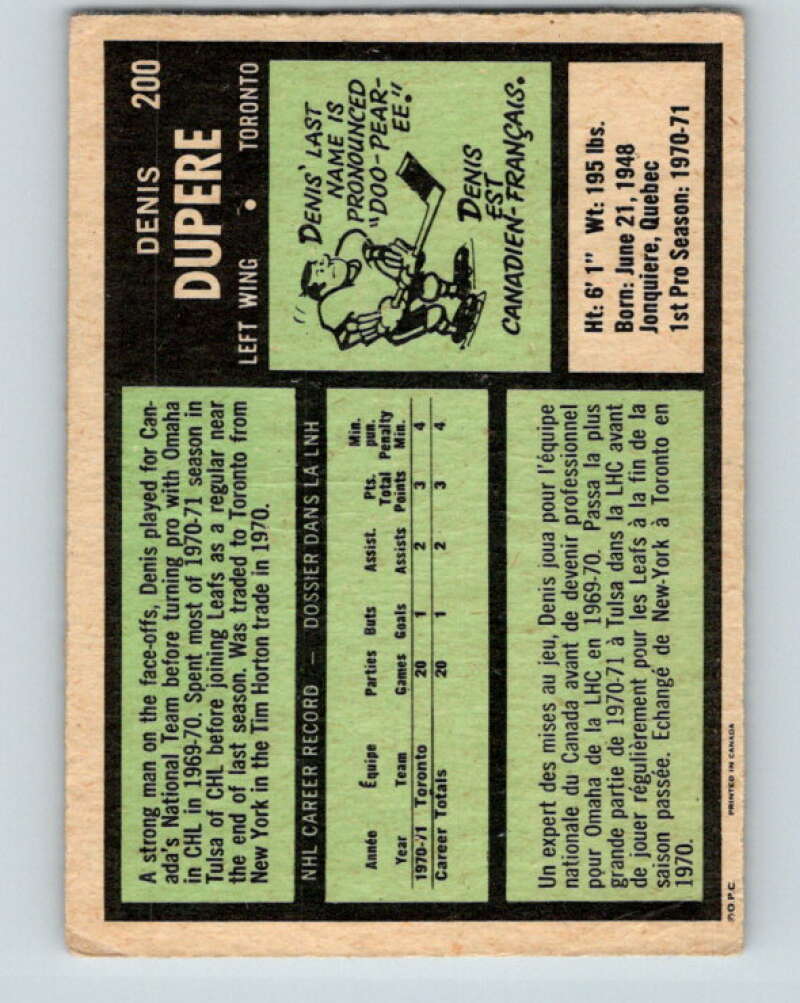 DENIS 200
DUPERE
LEFT WING • TORONTO
A strong man on the face-offs, Denis played for Can-
ada's National Team before turning pro with Omaha
in CHL in 1969-70. Spent most of 1970-71 season in
Tulsa of CHL before joining Leafs as a regular near
the end of last season. Was traded to Toronto from
New York in the Tim Horton trade in 1970.
DENIS' LAST
NAME IS
PRONOUNCED
"DOO-PEAR-
EE."
DENIS
EST
CANADIEN-FRANÇAIS.
NHL CAREER RECORD — DOSSIER DANS LA LNH
Année Équipe Parties Buts Assist. Pts. Total Min. pun. Penalty
Year Team Games Goals Assists Points Min.
1970-71 Toronto 20 1 2 3 4
Career Totals 20 1 2 3 4
Un expert des mises au jeu, Denis joua pour l'équipe
nationale du Canada avant de devenir professionnel
pour Omaha de la LHC en 1969-70. Passa la plus
grande partie de 1970-71 à Tulsa dans la LHC avant
de jouer régulièrement pour les Leafs à la fin de la
saison passée. Echangé de New-York à Toronto en
1970.
Ht: 6' 1" Wt: 195 lbs.
Born: June 21, 1948
Jonquiere, Quebec
1st Pro Season: 1970-71
©O.P.C. PRINTED IN CANADA